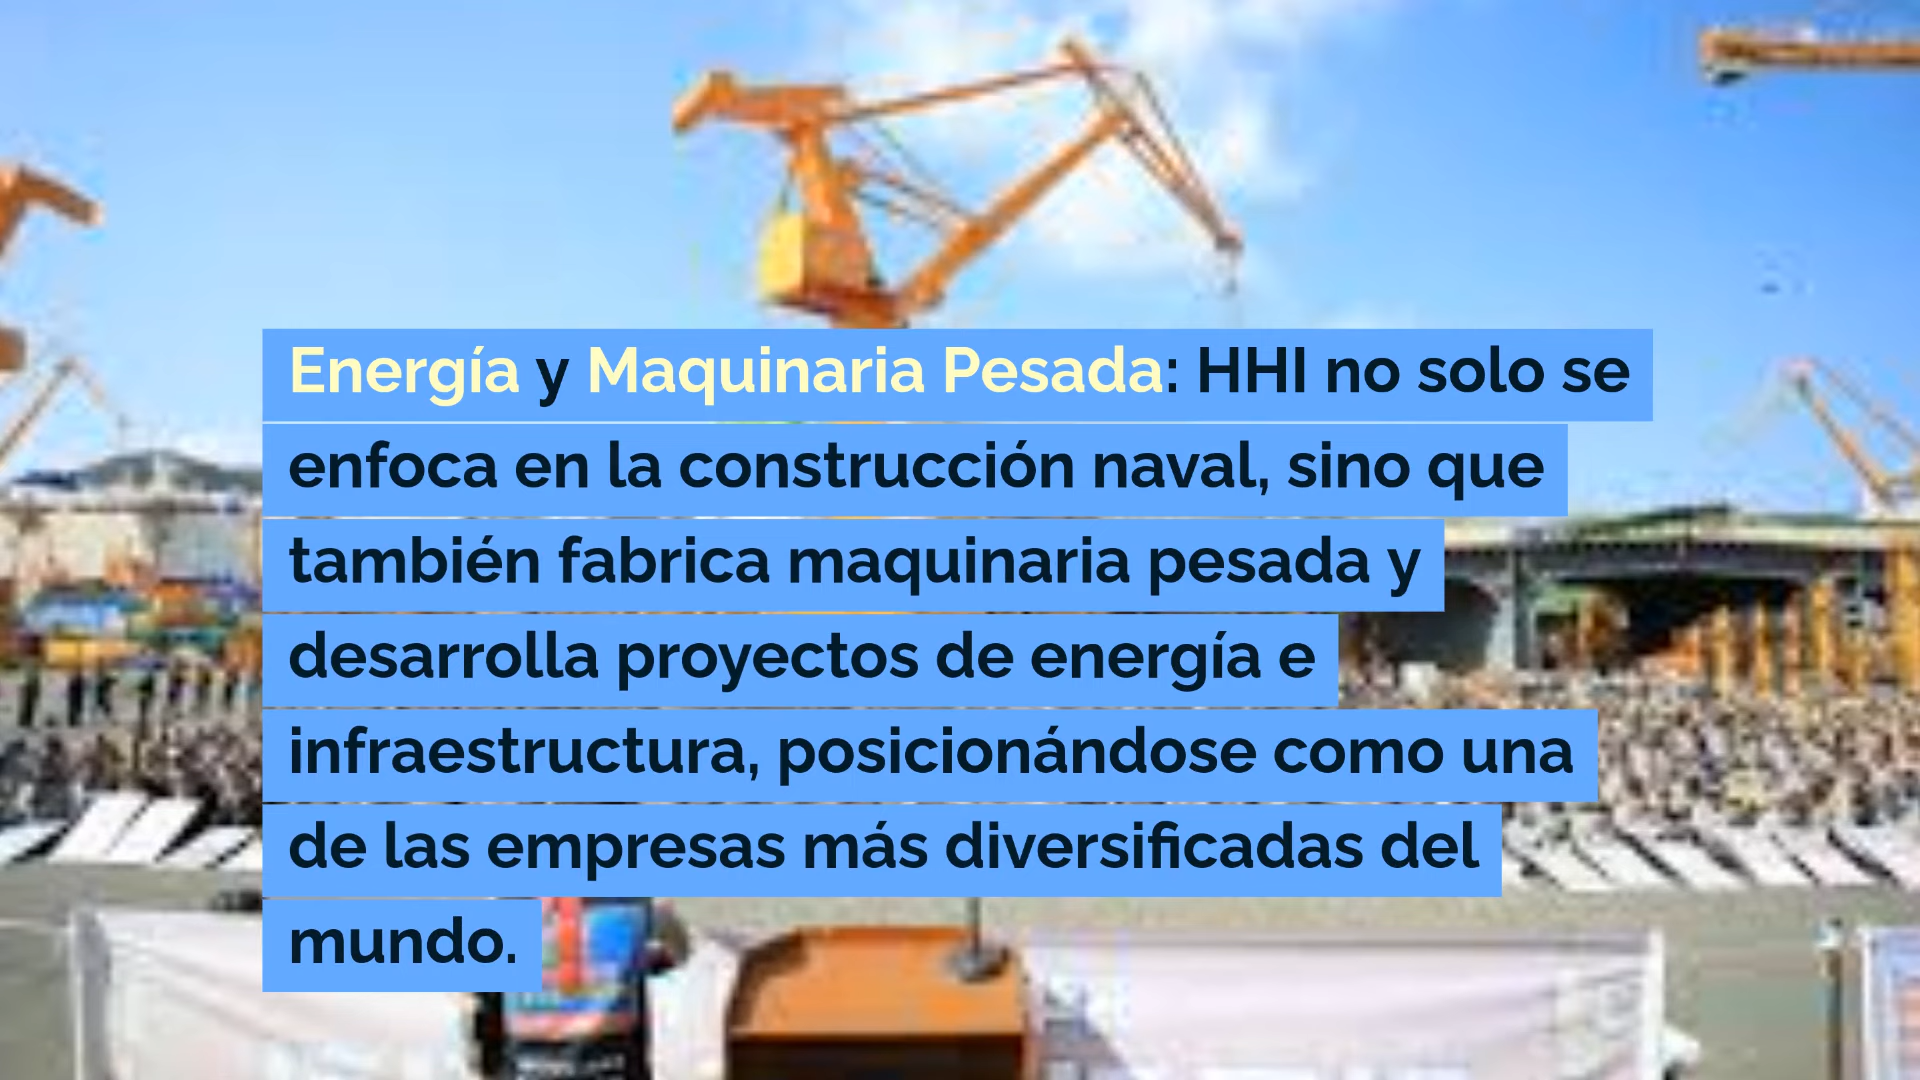 Energía y Maquinaria Pesada: HHI no solo se
enfoca en la construcción naval, sino que
también fabrica maquinaria pesada y
desarrolla proyectos de energía e
infraestructura, posicionándose como una
de las empresas más diversificadas del
mundo.